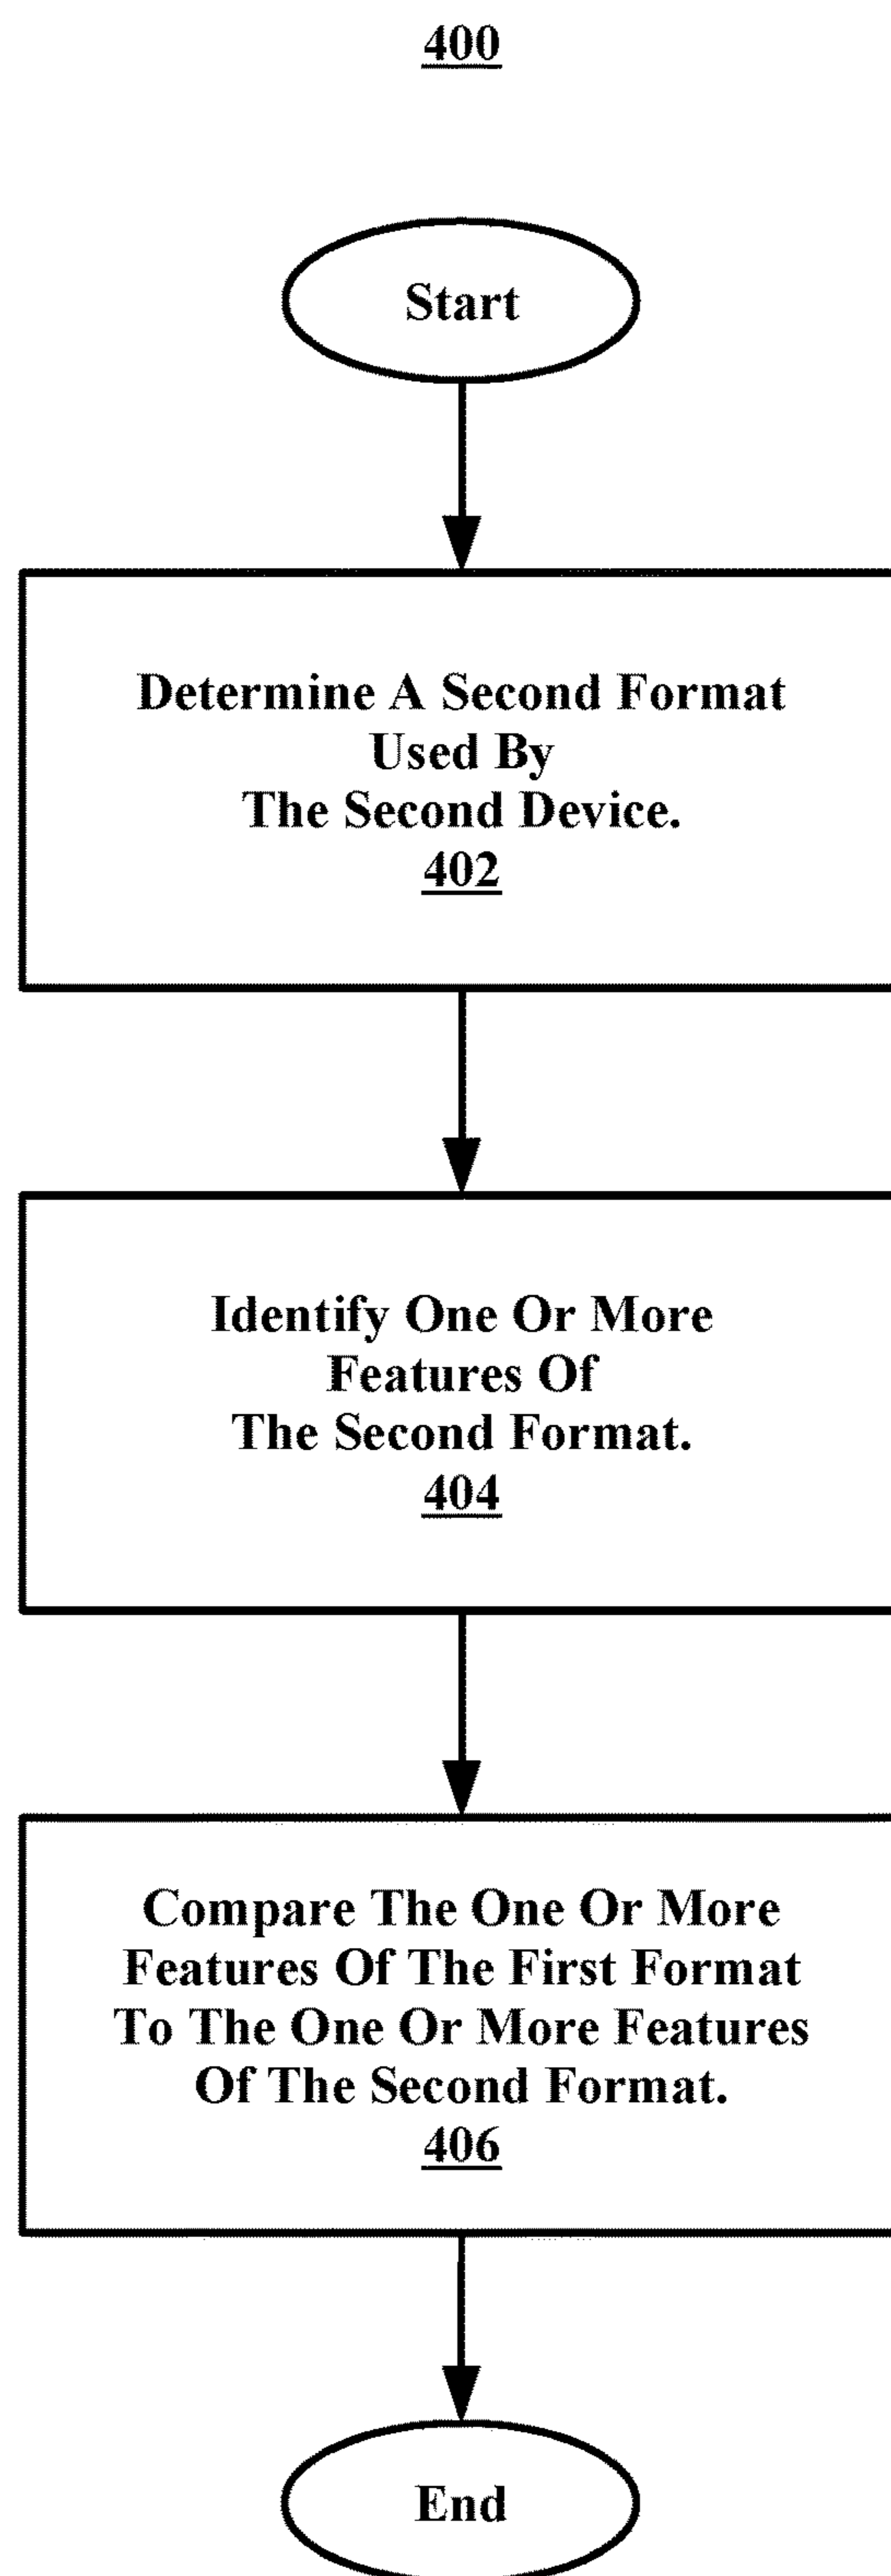 400
Start
Determine A Second Format
Used By
The Second Device.
402
Identify One Or More
Features Of
The Second Format.
404
Compare The One Or More
Features Of The First Format
To The One Or More Features
Of The Second Format.
406
End